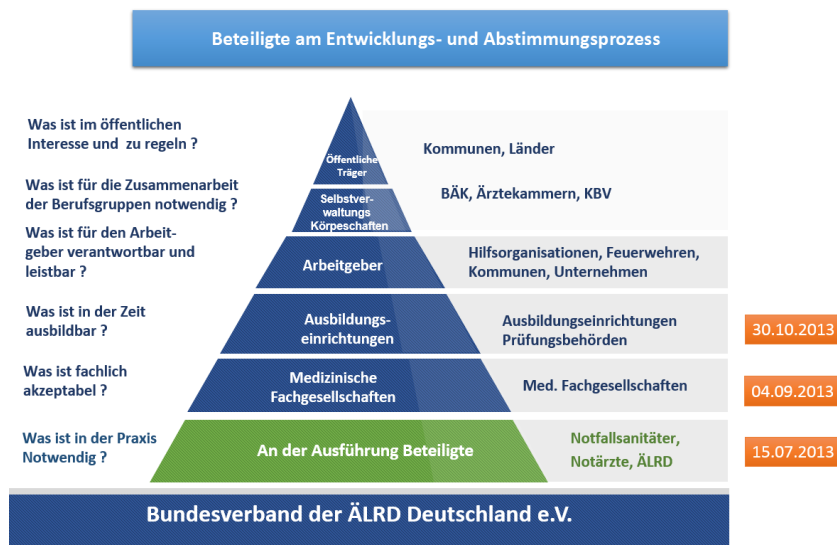 Beteiligte am Entwicklungs- und Abstimmungsprozess
Was ist im öffentlichen
Interesse und zu regeln ?
Öffentliche
Träger
Kommunen, Länder
Was ist für die Zusammenarbeit
der Berufsgruppen notwendig ?
Selbstver-
waltungs
Körpeschaften
BÄK, Ärztekammern, KBV
Was ist für den Arbeit-
geber verantwortbar und
leistbar ?
Arbeitgeber
Hilfsorganisationen, Feuerwehren,
Kommunen, Unternehmen
Was ist in der Zeit
ausbildbar ?
Ausbildungs-
einrichtungen
Ausbildungseinrichtungen
Prüfungsbehörden
30.10.2013
Was ist fachlich
akzeptabel ?
Medizinische
Fachgesellschaften
Med. Fachgesellschaften
04.09.2013
Was ist in der Praxis
Notwendig ?
An der Ausführung Beteiligte
Notfallsanitäter,
Notärzte, ÄLRD
15.07.2013
Bundesverband der ÄLRD Deutschland e.V.